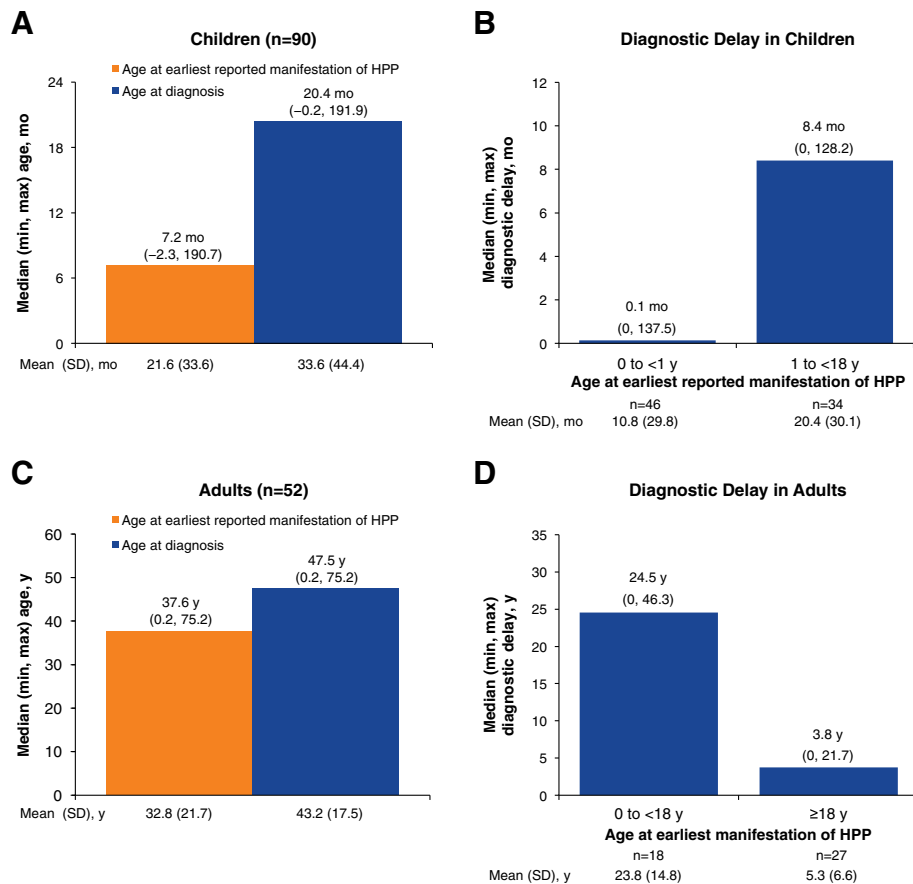 A
Children (n=90)
Age at earliest reported manifestation of HPP
Age at diagnosis
Median (min, max) age, mo
24
18
12
6
0
7.2 mo
(−2.3, 190.7)
20.4 mo
(−0.2, 191.9)
Mean (SD), mo 21.6 (33.6) 33.6 (44.4)
B
Diagnostic Delay in Children
Median (min, max)
diagnostic delay, mo
12
10
8
6
4
2
0
0.1 mo
(0, 137.5)
8.4 mo
(0, 128.2)
0 to <1 y 1 to <18 y
Age at earliest reported manifestation of HPP
n=46 n=34
Mean (SD), mo 10.8 (29.8) 20.4 (30.1)
C
Adults (n=52)
Age at earliest reported manifestation of HPP
Age at diagnosis
Median (min, max) age, y
60
50
40
30
20
10
0
37.6 y
(0.2, 75.2)
47.5 y
(0.2, 75.2)
Mean (SD), y 32.8 (21.7) 43.2 (17.5)
D
Diagnostic Delay in Adults
Median (min, max)
diagnostic delay, y
35
30
25
20
15
10
5
0
24.5 y
(0, 46.3)
3.8 y
(0, 21.7)
0 to <18 y ≥18 y
Age at earliest manifestation of HPP
n=18 n=27
Mean (SD), y 23.8 (14.8) 5.3 (6.6)